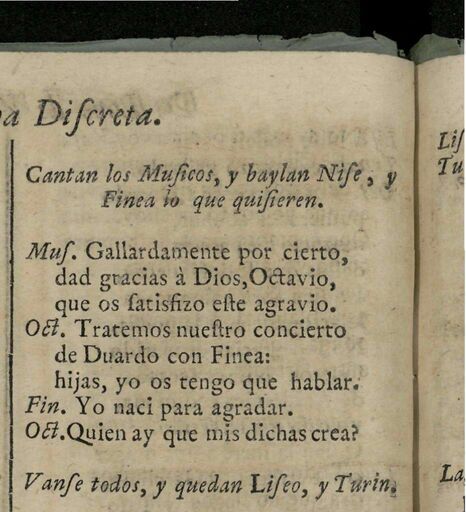 a Diſcreta.
Cantan los Muſicos, y baylan Niſe, y
Finea lo que quiſieren.
Muſ. Gallardamente por cierto,
dad gracias à Dios, Octavio,
que os ſatisfizo eſte agravio.
Oct. Tratemos nueſtro concierto
de Duardo con Finea:
hijas, yo os tengo que hablar.
Fin. Yo naci para agradar.
Oct. Quien ay que mis dichas crea?
Vanſe todos, y quedan Liſeo, y Turin.
Liſ
Tu
La